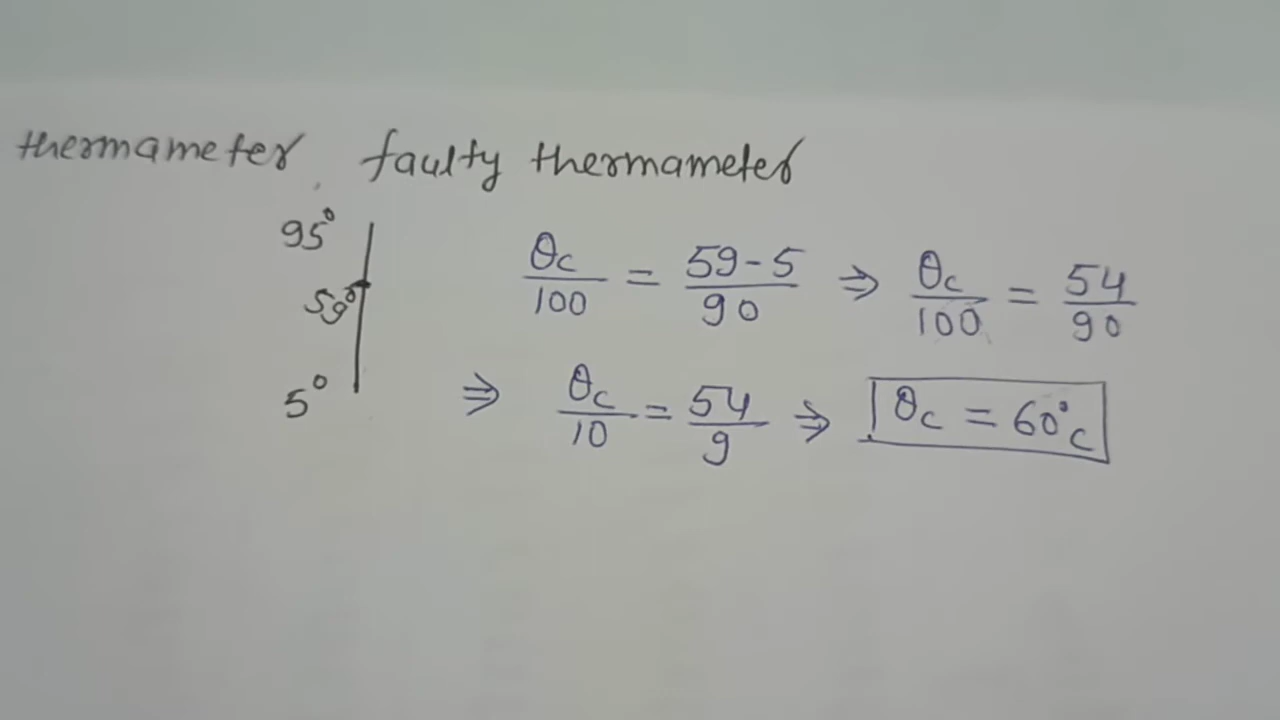 thermameter, faulty thermameter
95°
59°
5°
θc/100 = 59-5/90 ⇒ θc/100 = 54/90
⇒ θc/10 = 54/9 ⇒ θc = 60°c